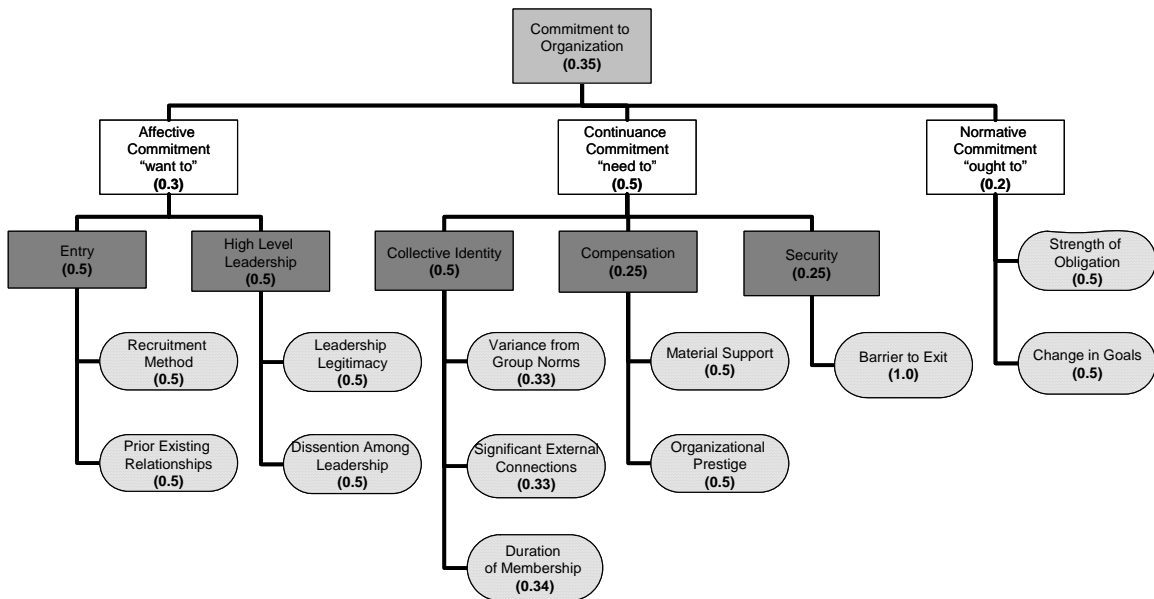 Commitment to
Organization
(0.35)
Affective
Commitment
“want to”
(0.3)
Continuance
Commitment
“need to”
(0.5)
Normative
Commitment
“ought to”
(0.2)
Entry
(0.5)
High Level
Leadership
(0.5)
Collective Identity
(0.5)
Compensation
(0.25)
Security
(0.25)
Strength of
Obligation
(0.5)
Recruitment
Method
(0.5)
Leadership
Legitimacy
(0.5)
Variance from
Group Norms
(0.33)
Material Support
(0.5)
Barrier to Exit
(1.0)
Change in Goals
(0.5)
Prior Existing
Relationships
(0.5)
Dissention Among
Leadership
(0.5)
Significant External
Connections
(0.33)
Organizational
Prestige
(0.5)
Duration
of Membership
(0.34)